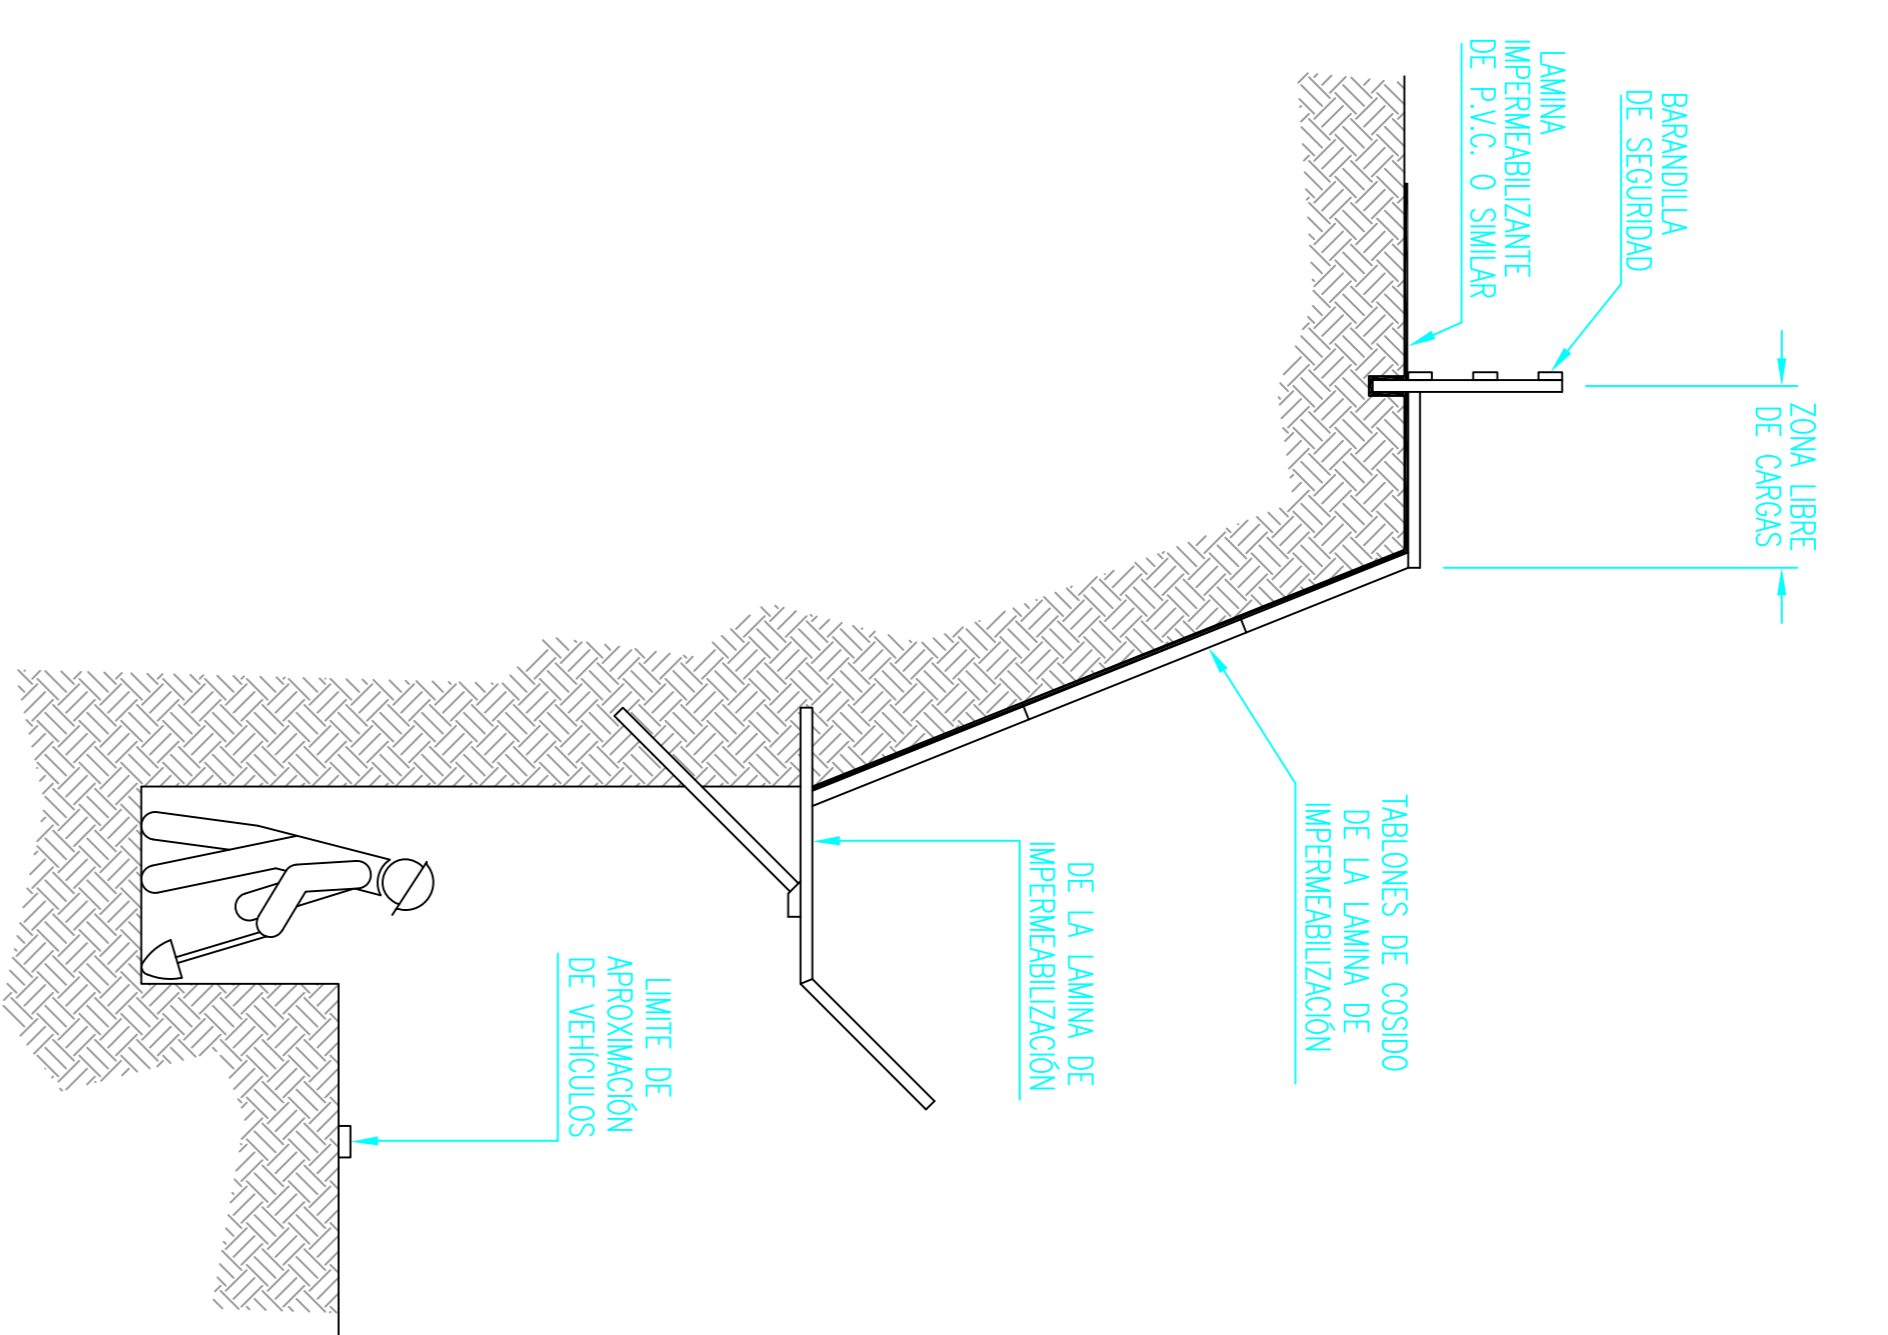 BARANDILLA
DE SEGURIDAD
LAMINA
IMPERMEABILIZANTE
DE P.V.C. O SIMILAR
ZONA LIBRE
DE CARGAS
TABLONES DE COSIDO
DE LA LAMINA DE
IMPERMEABILIZACIÓN
DE LA LAMINA DE
IMPERMEABILIZACIÓN
LIMITE DE
APROXIMACIÓN
DE VEHÍCULOS